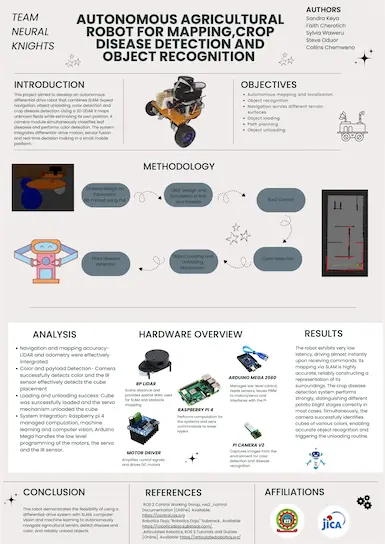 TEAM
NEURAL
KNIGHTS
AUTONOMOUS AGRICULTURAL
ROBOT FOR MAPPING,CROP
DISEASE DETECTION AND
OBJECT RECOGNITION
AUTHORS
Sandra Keya
Faith Cherotich
Sylvia Waweru
Steve Oduor
Collins Chemweno
INTRODUCTION
This project aimed to develop an autonomous
differential drive robot that combines SLAM-based
navigation, object unloading, color detection and
crop disease detection. Using a 2D LiDAR it maps
unknown fields while estimating its own position. A
camera module simultaneously classifies leaf
diseases and performs color detection. The system
integrates differential drive motion, sensor fusion
and real-time decision making in a small mobile
platform.
OBJECTIVES
Autonomous mapping and localization
Object recognition
Navigation across different terrain
surfaces
Object loading
Path planning
Object unloading
METHODOLOGY
Ros2 Control
Object Loading and
Unloading
Mechanism
Color detection
ANALYSIS
Navigation and mapping accuracy-
LiDAR and odometry were effectively
intergrated.
Color and payload Detection- Camera
successfully detects color and the IR
sensor effectively detects the cube
placement
Loading and unloading success: Cube
was successfully loaded and the servo
mechanism unloaded the cube
System Integration: Raspberry pi 4
managed computation, machine
learning and computer vision, Arduino
Mega handles the low level
programming of the motors, the servo
and the IR sensor.
HARDWARE OVERVIEW
RP LIDAR
Scans distance and
provides spatial data used
for SLAM and obstacle
mapping
RASPBERRY PI 4
Performs computation for
the systems and sens
commands to lower layers
ARDUINO MEGA 2560
Manages low level control,
reads sensors, issues PWM
to motors/servo and
interfaces with the Pi
MOTOR DRIVER
Amplifies control signals
and drives DC motors
PI CAMERA V2
Captures images from the
environment for color
detection and disease
recognition
RESULTS
The robot exhibits very low
latency, driving almost instantly
upon receiving commands. Its
mapping via SLAM is highly
accurate, reliably constructing a
representation of its
surroundings. The crop disease
detection system performs
strongly, distinguishing different
potato blight stages correctly in
most cases. Simultaneously, the
camera successfully identifies
cubes of various colors, enabling
accurate object recognition and
triggering the unloading routine.
CONCLUSION
The robot demonstrates the feasibility of using a
differential-drive system with SLAM, computer
vision and machine learning to autonomously
navigate agricultural terrain, detect disease and
color, and reliably unload objects.
REFERENCES
ROS 2 Control Working Group, ros2_control
Documentation [Online]. Available:
https://control.ros.org
Robotics Dojo, "Robotics Dojo" Substack. Available:
https://roboticsdojo.substack.com/
Articulated Robotics, ROS 2 Tutorials and Guides
[Online]. Available: https://articulatedrobotics.xyz/
AFFILIATIONS
JICA